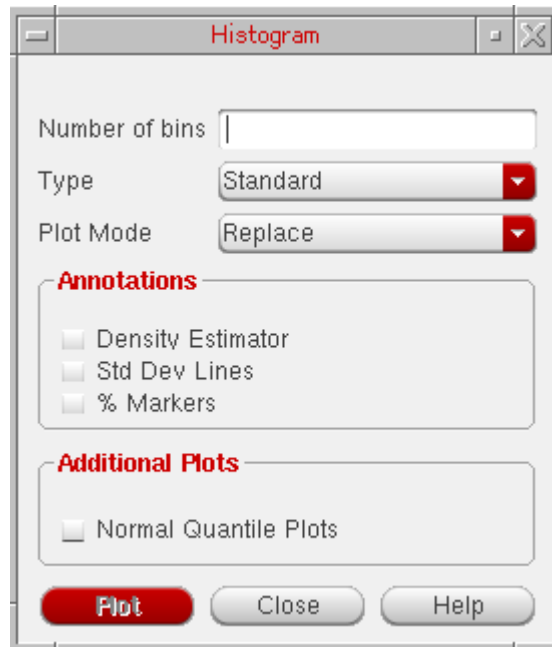 Histogram
Number of bins
Type Standard
Plot Mode Replace
Annotations
Density Estimator
Std Dev Lines
% Markers
Additional Plots
Normal Quantile Plots
Plot Close Help